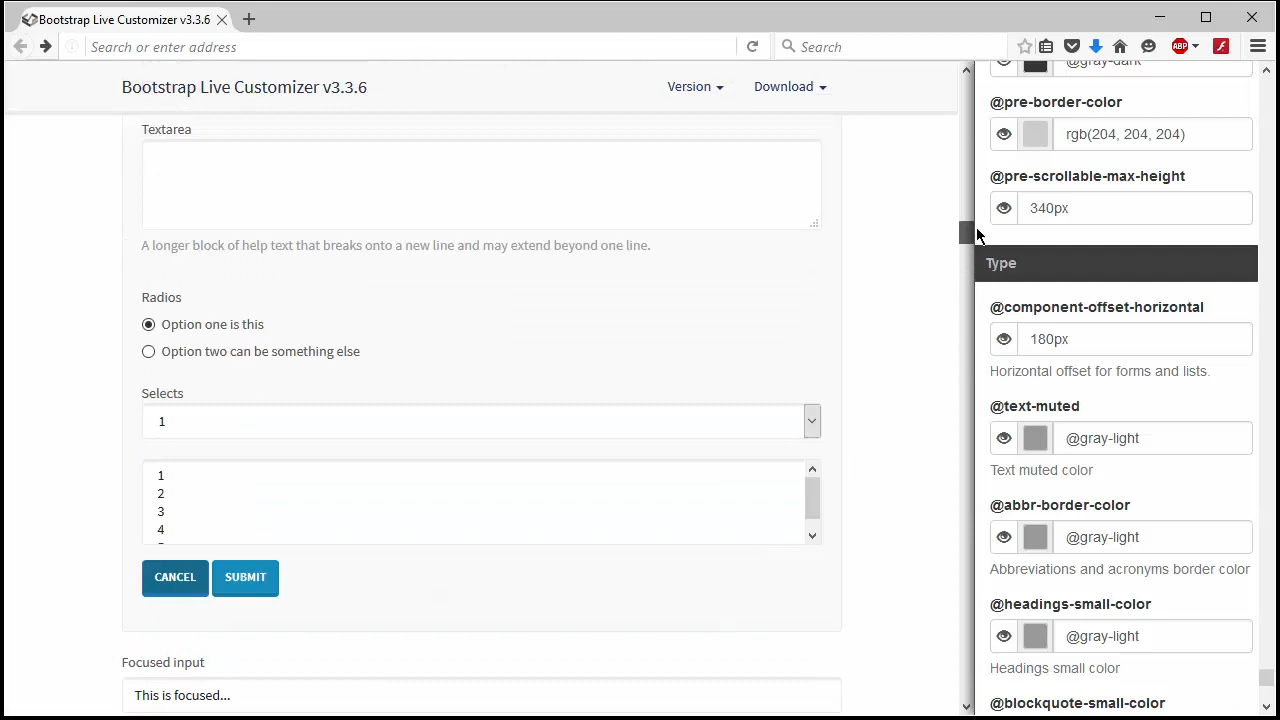 Bootstrap Live Customizer v3.3.6
Search or enter address
Search
ABP
Bootstrap Live Customizer v3.3.6
Version
Download
Textarea
A longer block of help text that breaks onto a new line and may extend beyond one line.
Radios
Option one is this
Option two can be something else
Selects
1
1
2
3
4
CANCEL
SUBMIT
Focused input
This is focused...
@gray-dark
@pre-border-color
rgb(204, 204, 204)
@pre-scrollable-max-height
340px
Type
@component-offset-horizontal
180px
Horizontal offset for forms and lists.
@text-muted
@gray-light
Text muted color
@abbr-border-color
@gray-light
Abbreviations and acronyms border color
@headings-small-color
@gray-light
Headings small color
@blockquote-small-color